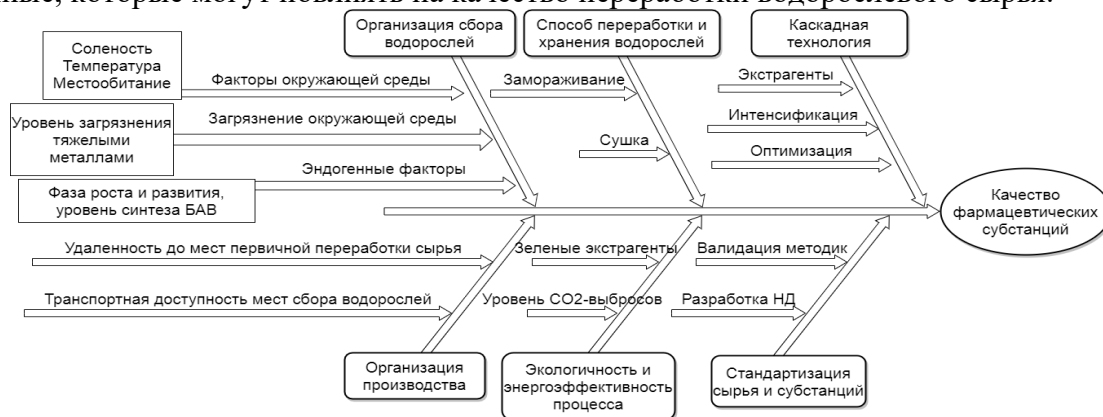 которые могут повлиять на качество переработки водорослевого сырья.
Организация сбора
водорослей
Способ переработки и
хранения водорослей
Каскадная
технология
Соленость
Температура
Местообитание
Факторы окружающей среды
Замораживание
Экстрагенты
Уровень загрязнения
тяжелыми
металлами
Загрязнение окружающей среды
Интенсификация
Сушка
Оптимизация
Эндогенные факторы
Фаза роста и развития,
уровень синтеза БАВ
Качество
фармацевтических
субстанций
Удаленность до мест первичной переработки сырья
Зеленые экстрагенты
Валидация методик
Транспортная доступность мест сбора водорослей
Уровень СО2-выбросов
Разработка НД
Организация
производства
Экологичность и
энергоэффективность
процесса
Стандартизация
сырья и субстанций